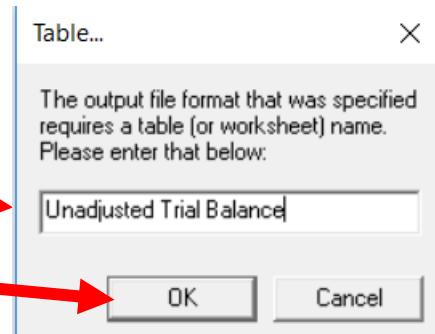 Table...
The output file format that was specified
requires a table (or worksheet) name.
Please enter that below:
Unadjusted Trial Balance
OK
Cancel